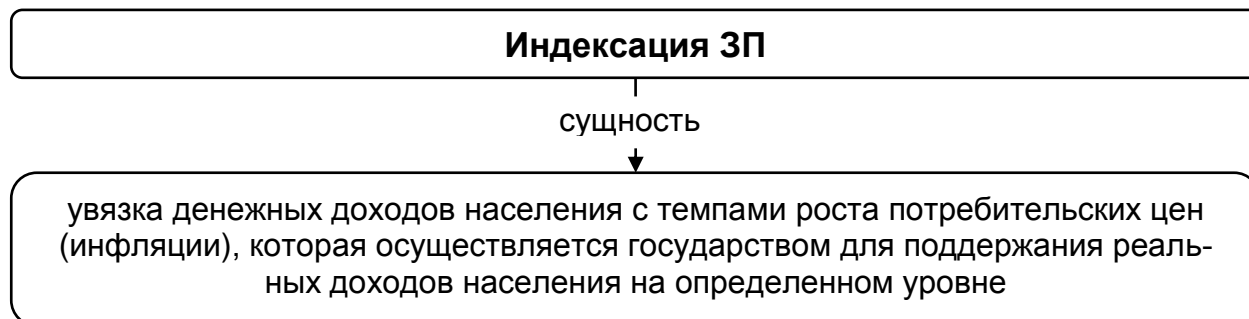 Индексация ЗП
сущность
увязка денежных доходов населения с темпами роста потребительских цен
(инфляции), которая осуществляется государством для поддержания реаль-
ных доходов населения на определенном уровне